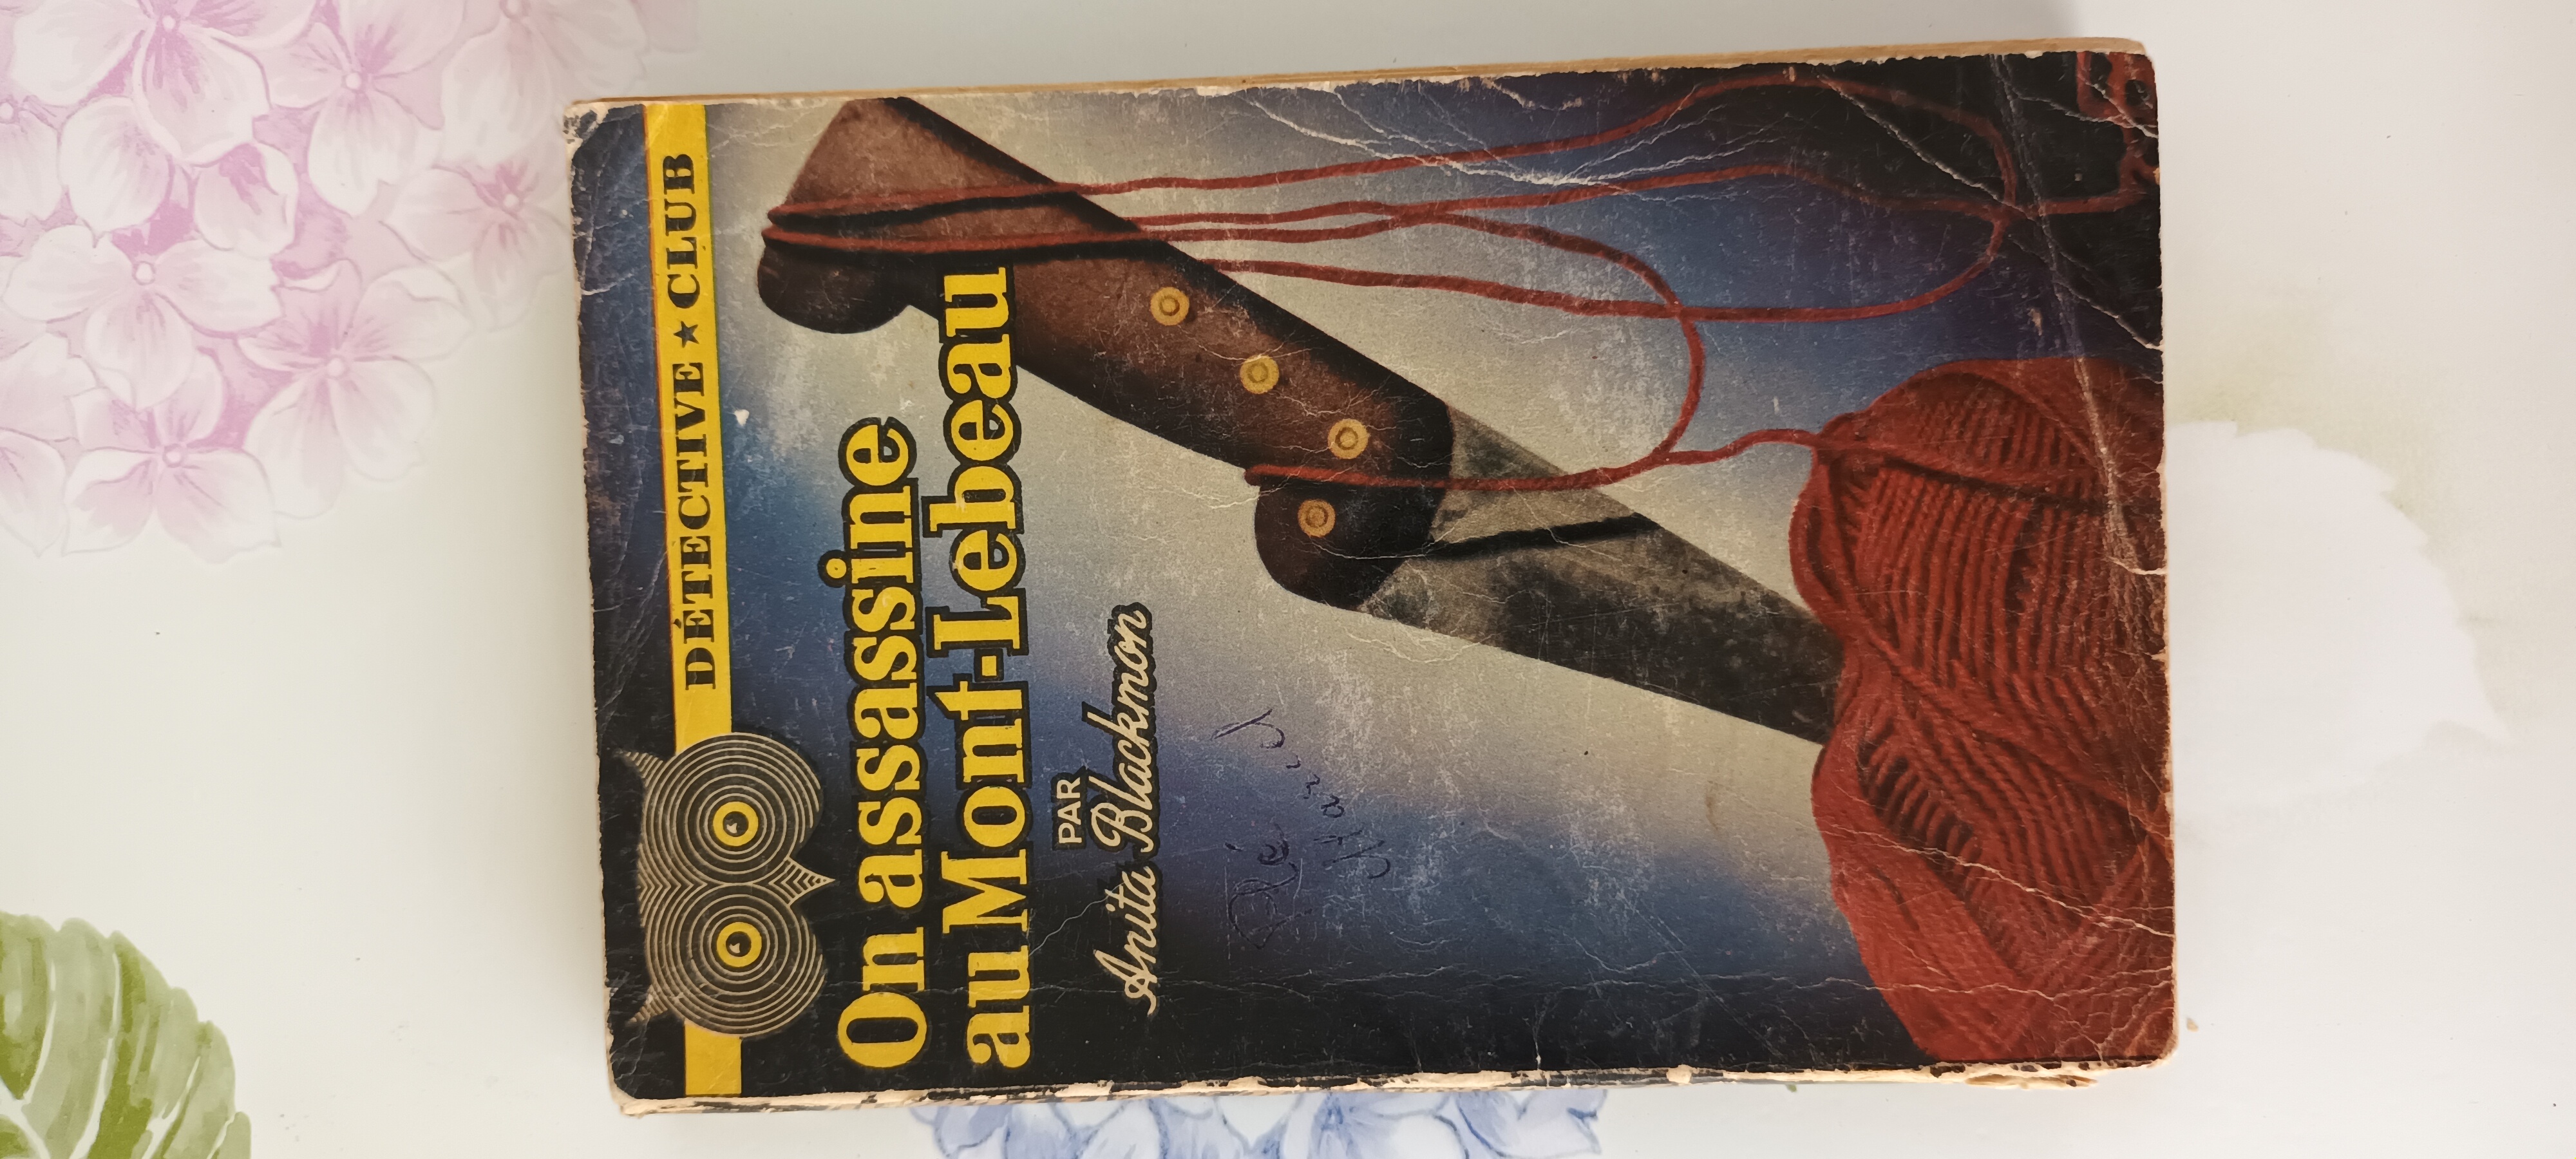 DÉTECTIVE ★ CLUB
On assassine
au Mont-Lebeau
PAR
Anita Blackmon